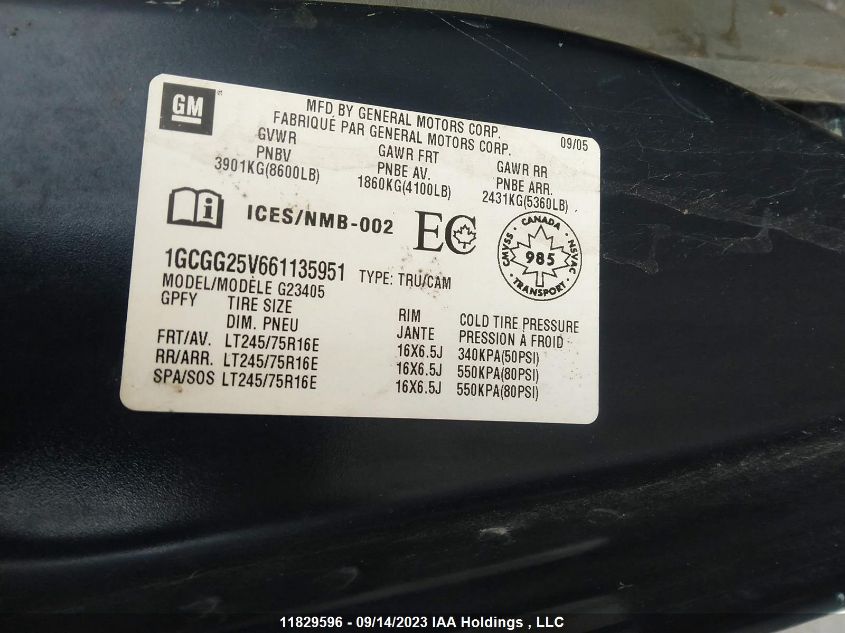 GM
MFD BY GENERAL MOTORS CORP.
FABRIQUÉ PAR GENERAL MOTORS CORP.
09/05
GVWR GAWR FRT GAWR RR
PNBV PNBE AV. PNBE ARR.
3901KG(8600LB) 1860KG(4100LB) 2431KG(5360LB)
ICES/NMB-002 EC
CANADA
CMVSS 985 NSVAC
TRANSPORT
1GCGG25V661135951 TYPE: TRU/CAM
MODEL/MODÈLE G23405
GPFY TIRE SIZE RIM COLD TIRE PRESSURE
DIM. PNEU JANTE PRESSION À FROID
FRT/AV. LT245/75R16E 16X6.5J 340KPA(50PSI)
RR/ARR. LT245/75R16E 16X6.5J 550KPA(80PSI)
SPA/SOS LT245/75R16E 16X6.5J 550KPA(80PSI)
11829596 - 09/14/2023 IAA Holdings , LLC